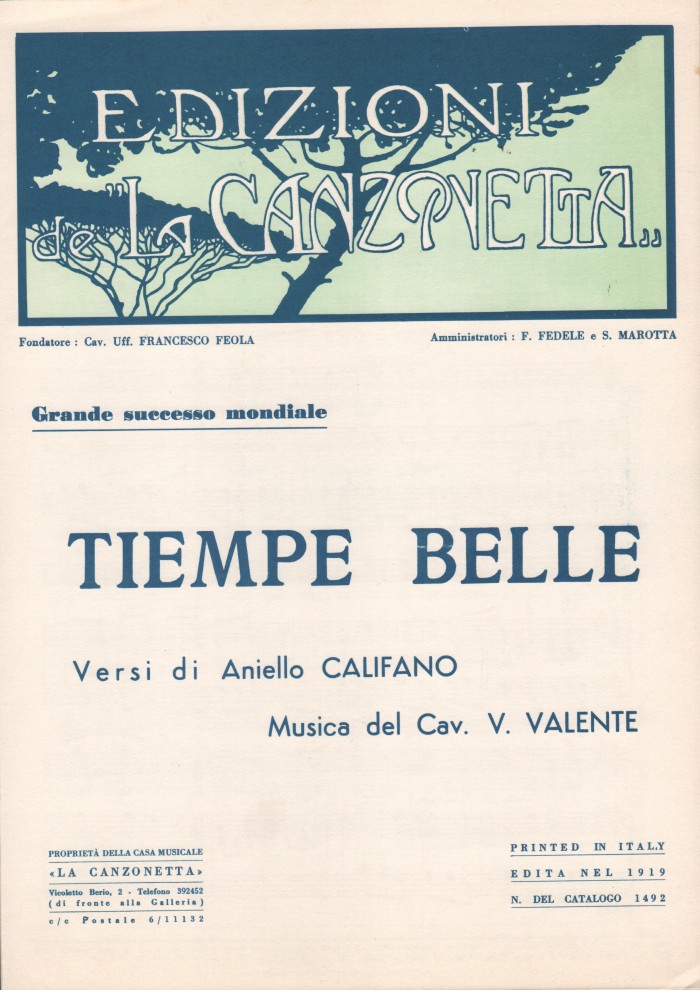 EDIZIONI
de "LA CANZONETTA"
Fondatore : Cav. Uff. FRANCESCO FEOLA
Amministratori : F. FEDELE e S. MAROTTA
Grande successo mondiale
TIEMPE BELLE
Versi di Aniello CALIFANO
Musica del Cav. V. VALENTE
PROPRIETÀ DELLA CASA MUSICALE
«LA CANZONETTA»
Vicoletto Berio, 2 - Telefono 392452
(di fronte alla Galleria)
c/c Postale 6/11132
PRINTED IN ITALY
EDITA NEL 1919
N. DEL CATALOGO 1492